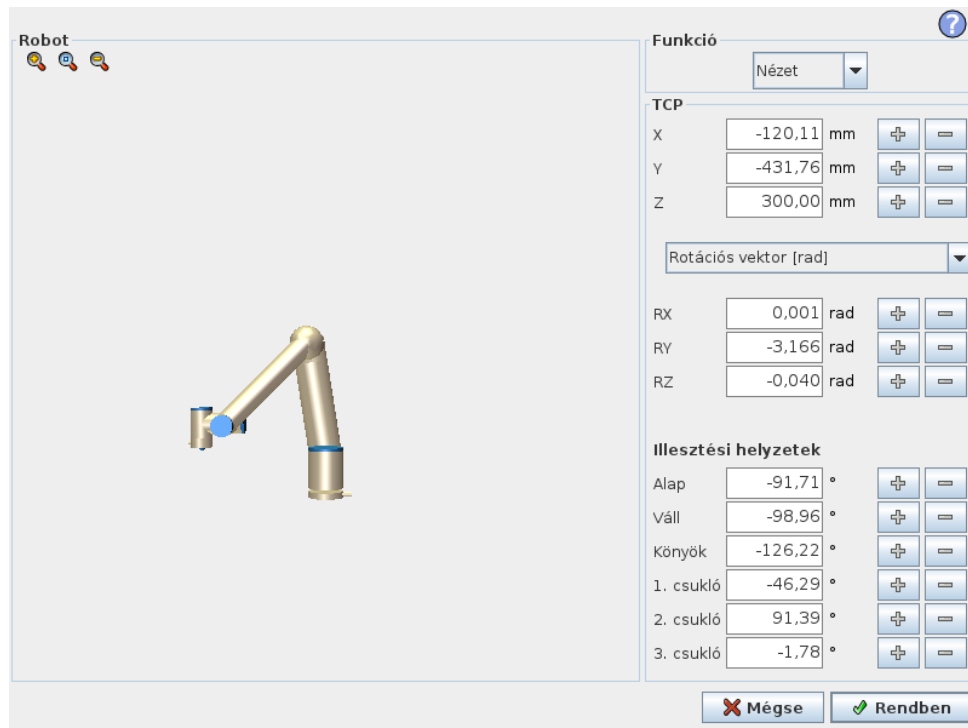 Robot
?
Funkció
Nézet
TCP
X -120,11 mm
Y -431,76 mm
Z 300,00 mm
Rotációs vektor [rad]
RX 0,001 rad
RY -3,166 rad
RZ -0,040 rad
Illesztési helyzetek
Alap -91,71 °
Váll -98,96 °
Könyök -126,22 °
1. csukló -46,29 °
2. csukló 91,39 °
3. csukló -1,78 °
Mégse
Rendben